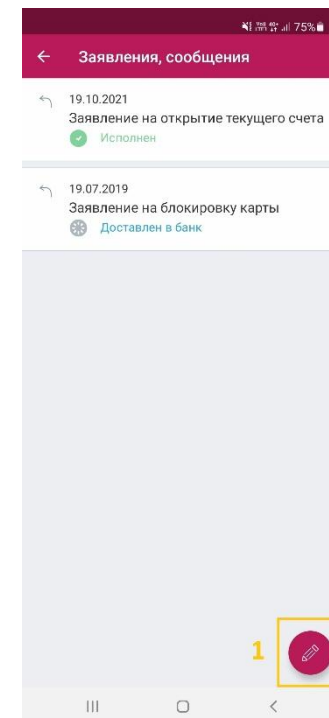 75%
Заявления, сообщения
19.10.2021
Заявление на открытие текущего счета
Исполнен
19.07.2019
Заявление на блокировку карты
Доставлен в банк
1